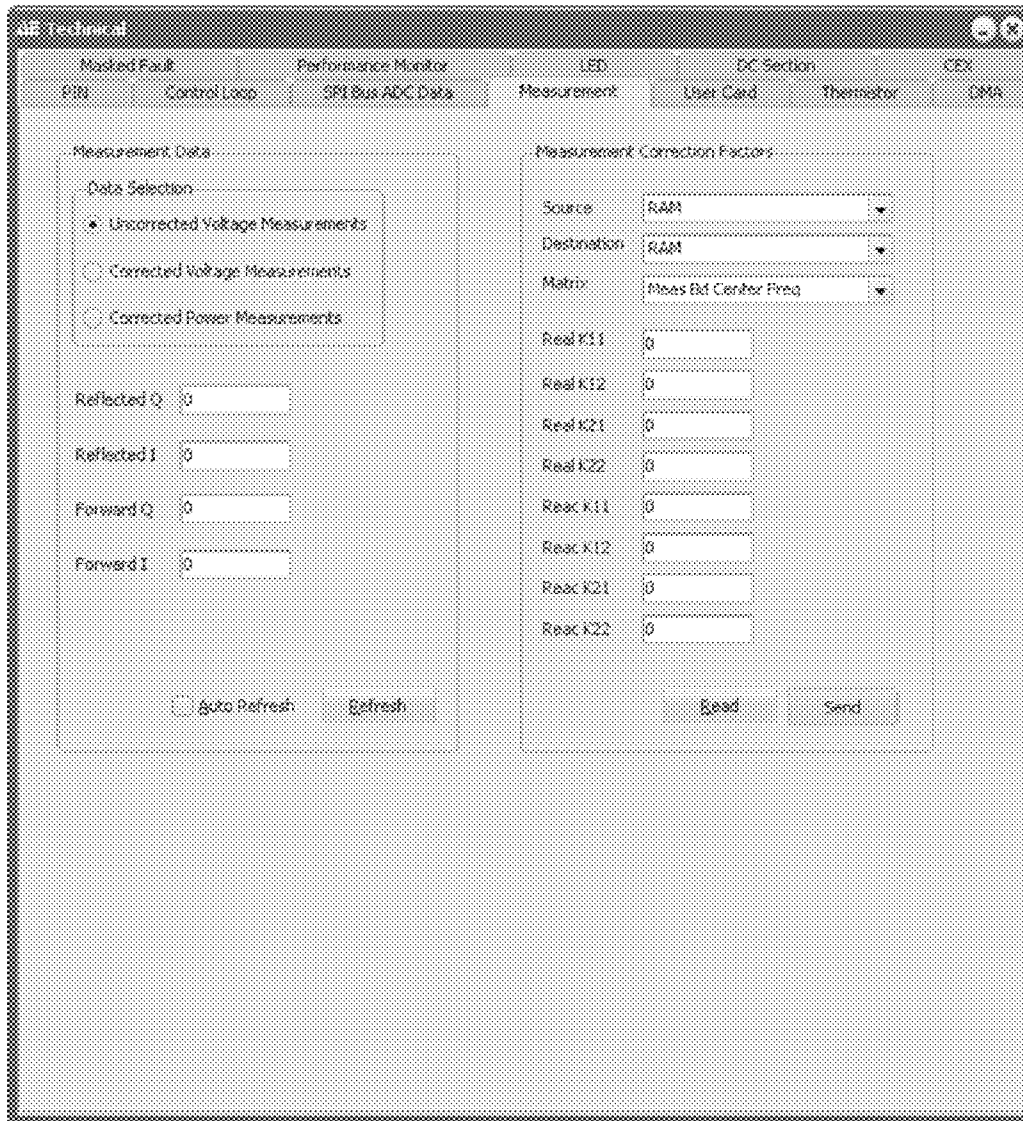 AE Technical
Masked Fault Performance Monitor LED DC Section CEX
PIN Control Loop SPI Bus ADC Data Measurement User Card Thermistor DMA
Measurement Data
Data Selection
Uncorrected Voltage Measurements
Corrected Voltage Measurements
Corrected Power Measurements
Reflected Q 0
Reflected I 0
Forward Q 0
Forward I 0
Auto Refresh Refresh
Measurement Correction Factors
Source RAM
Destination RAM
Matrix Meas Bd Center Freq
Real K11 0
Real K12 0
Real K21 0
Real K22 0
Reac K11 0
Reac K12 0
Reac K21 0
Reac K22 0
Read Send